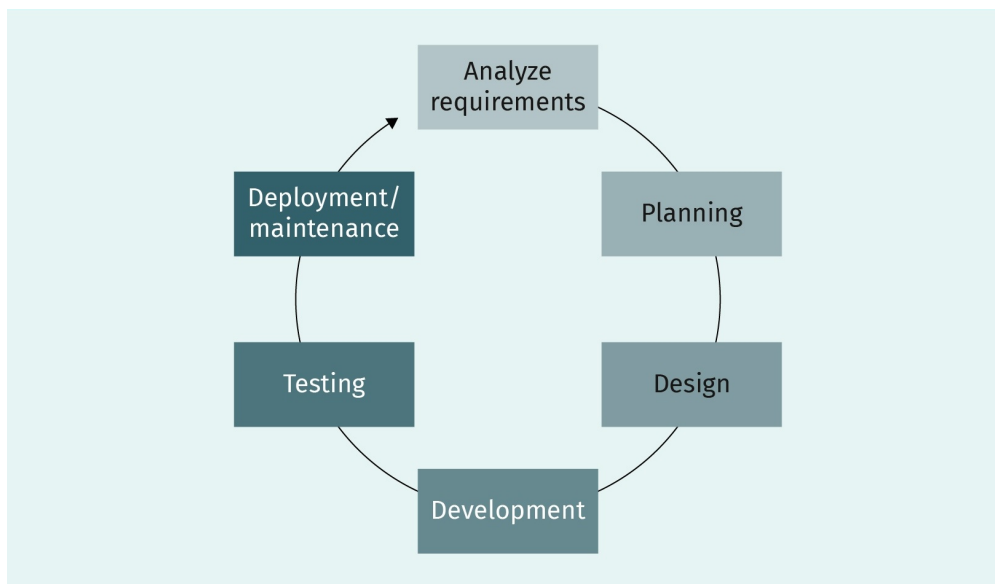 Analyze
requirements
Planning
Design
Development
Testing
Deployment/
maintenance